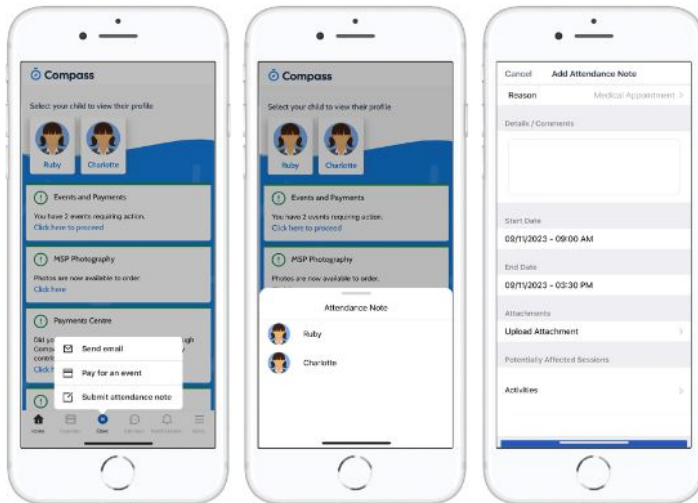 Compass
Select your child to view their profile
Ruby
Charlotte
Events and Payments
You have 2 events requiring action.
Click here to proceed
MSP Photography
Photos are now available to order.
Click here
Payments Centre
Send email
Pay for an event
Submit attendance note
Home
Compass
Select your child to view their profile
Ruby
Charlotte
Events and Payments
You have 2 events requiring action.
Click here to proceed
MSP Photography
Photos are now available to order.
Attendance Note
Ruby
Charlotte
Cancel Add Attendance Note
Reason Medical Appointment >
Details / Comments
Start Date
09/11/2023 - 09:00 AM
End Date
09/11/2023 - 03:30 PM
Attachments
Upload Attachment >
Potentially Affected Sessions
Activities >